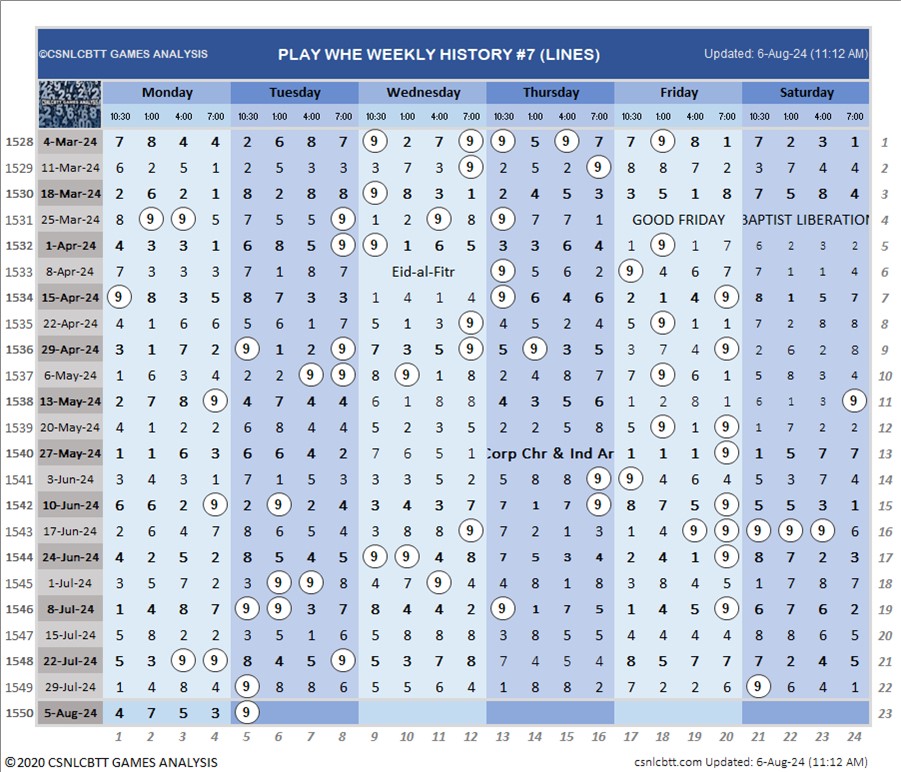 ©CSNLCBTT GAMES ANALYSIS PLAY WHE WEEKLY HISTORY #7 (LINES) Updated: 6-Aug-24 (11:12 AM)
CSNLCBTT GAMES ANALYSIS Monday Tuesday Wednesday Thursday Friday Saturday
10:30 1:00 4:00 7:00 10:30 1:00 4:00 7:00 10:30 1:00 4:00 7:00 10:30 1:00 4:00 7:00 10:30 1:00 4:00 7:00 10:30 1:00 4:00 7:00
1528 4-Mar-24 7 8 4 4 2 6 8 7 9 2 7 9 9 5 9 7 7 9 8 1 7 2 3 1 1
1529 11-Mar-24 6 2 5 1 2 5 3 3 3 7 3 9 2 5 2 9 8 8 7 2 3 7 4 4 2
1530 18-Mar-24 2 6 2 1 8 2 8 8 9 8 3 1 2 4 5 3 3 5 1 8 7 5 8 4 3
1531 25-Mar-24 8 9 9 5 7 5 5 9 1 2 9 8 9 7 7 1 GOOD FRIDAY BAPTIST LIBERATION 4
1532 1-Apr-24 4 3 3 1 6 8 5 9 9 1 6 5 3 3 6 4 1 9 1 7 6 2 3 2 5
1533 8-Apr-24 7 3 3 3 7 1 8 7 Eid-al-Fitr 9 5 6 2 9 4 6 7 7 1 1 4 6
1534 15-Apr-24 9 8 3 5 8 7 3 3 1 4 1 4 9 6 4 6 2 1 4 9 8 1 5 7 7
1535 22-Apr-24 4 1 6 6 5 6 1 7 5 1 3 9 4 5 2 4 5 9 1 1 7 2 8 8 8
1536 29-Apr-24 3 1 7 2 9 1 2 9 7 3 5 9 5 9 3 5 3 7 4 9 2 6 2 8 9
1537 6-May-24 1 6 3 4 2 2 9 9 8 9 1 8 2 4 8 7 7 9 6 1 5 8 3 4 10
1538 13-May-24 2 7 8 9 4 7 4 4 6 1 8 8 4 3 5 6 1 2 8 1 6 1 3 9 11
1539 20-May-24 4 1 2 2 6 8 4 4 5 2 3 5 2 2 5 8 5 9 1 9 1 7 2 2 12
1540 27-May-24 1 1 6 3 6 6 4 2 7 6 5 1 Corp Chr & Ind Ar 1 1 1 9 1 5 7 7 13
1541 3-Jun-24 3 4 3 1 7 1 5 3 3 3 5 2 5 8 8 9 9 4 6 4 5 3 7 4 14
1542 10-Jun-24 6 6 2 9 2 9 2 4 3 4 3 7 7 1 7 9 8 7 5 9 5 5 3 1 15
1543 17-Jun-24 2 6 4 7 8 6 5 4 3 8 8 9 7 2 1 3 1 4 9 9 9 9 9 6 16
1544 24-Jun-24 4 2 5 2 8 5 4 5 9 9 4 8 7 5 3 4 2 4 1 9 8 7 2 3 17
1545 1-Jul-24 3 5 7 2 3 9 9 8 4 7 9 1 4 8 1 8 3 8 4 5 1 7 8 7 18
1546 8-Jul-24 1 4 8 7 9 9 3 7 8 4 4 2 9 1 7 5 1 4 5 9 6 7 6 2 19
1547 15-Jul-24 5 8 2 2 3 5 1 6 5 8 8 8 3 8 5 5 4 4 4 4 8 8 6 5 20
1548 22-Jul-24 5 3 9 9 8 4 5 9 5 3 7 8 7 4 5 4 8 5 7 7 7 2 4 5 21
1549 29-Jul-24 1 4 8 4 9 8 8 6 5 5 6 4 1 8 8 2 7 2 2 6 9 6 4 1 22
1550 5-Aug-24 4 7 5 3 9 23
1 2 3 4 5 6 7 8 9 10 11 12 13 14 15 16 17 18 19 20 21 22 23 24
©2020 CSNLCBTT GAMES ANALYSIS csnlcbtt.com Updated: 6-Aug-24 (11:12 AM)